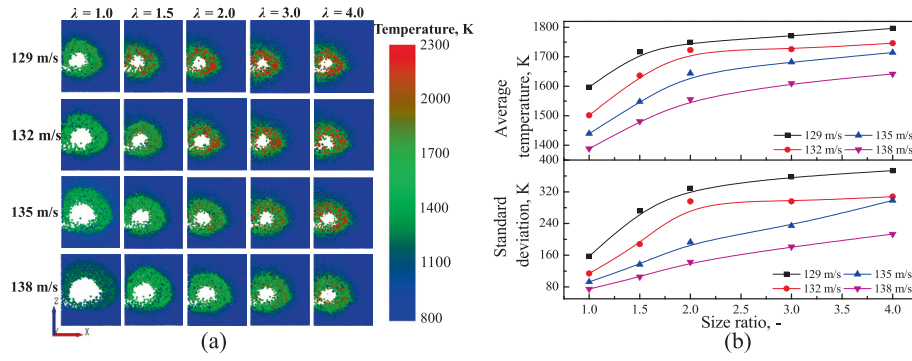 (a)
λ = 1.0 λ = 1.5 λ = 2.0 λ = 3.0 λ = 4.0
Temperature, K
129 m/s
132 m/s
135 m/s
138 m/s
2300
2000
1700
1400
1100
800
Z
Y
X
(a)
(b)
Average temperature, K
1800
1700
1600
1500
1400
129 m/s 135 m/s
132 m/s 138 m/s
Standard deviation, K
360
240
160
80
129 m/s 135 m/s
132 m/s 138 m/s
1.0 1.5 2.0 2.5 3.0 3.5 4.0
Size ratio, -
(b)